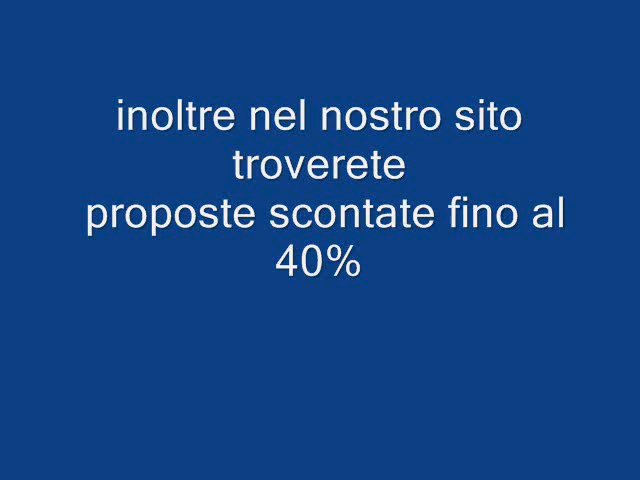 inoltre nel nostro sito
troverete
proposte scontate fino al
40%